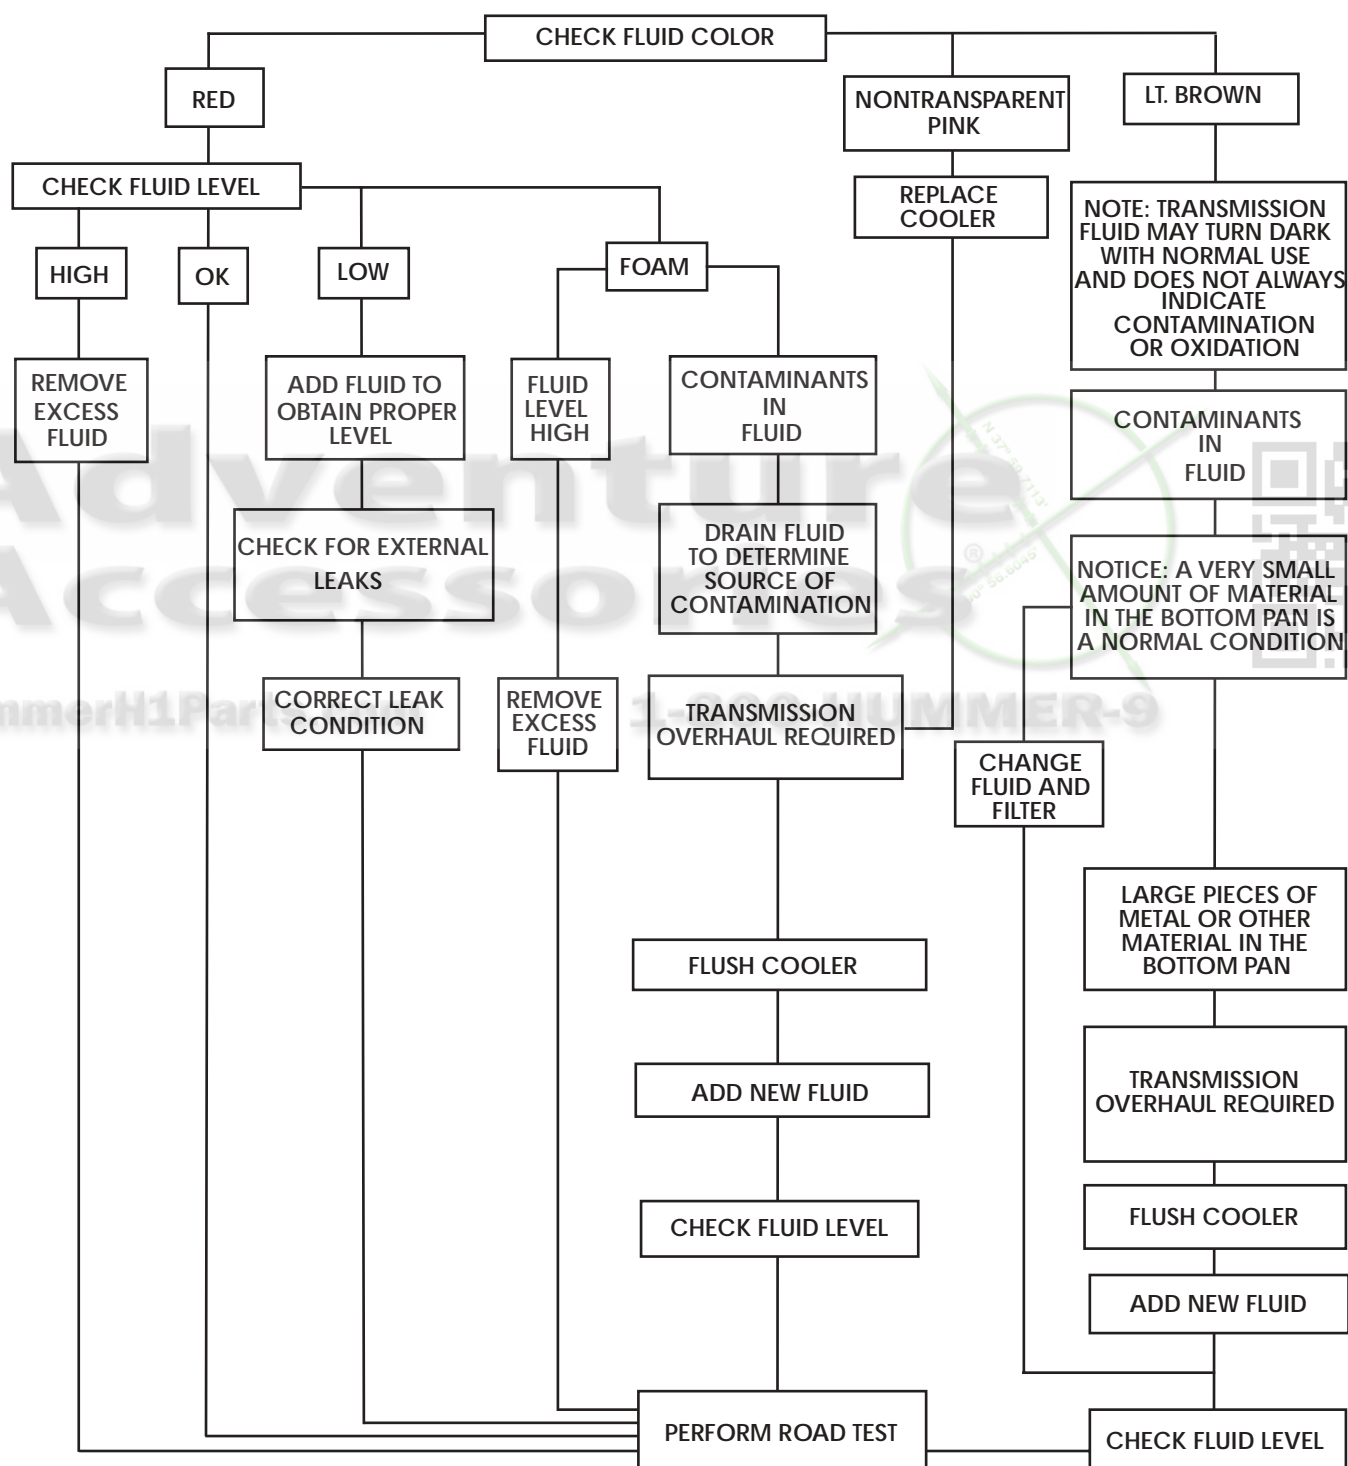 CHECK FLUID COLOR
RED
NONTRANSPARENT
PINK
LT. BROWN
CHECK FLUID LEVEL
REPLACE
COOLER
NOTE: TRANSMISSION
FLUID MAY TURN DARK
WITH NORMAL USE
AND DOES NOT ALWAYS
INDICATE
CONTAMINATION
OR OXIDATION
HIGH
OK
LOW
FOAM
REMOVE
EXCESS
FLUID
ADD FLUID TO
OBTAIN PROPER
LEVEL
FLUID
LEVEL
HIGH
CONTAMINANTS
IN
FLUID
CONTAMINANTS
IN
FLUID
Adventure
Accessories
®
CHECK FOR EXTERNAL
LEAKS
DRAIN FLUID
TO DETERMINE
SOURCE OF
CONTAMINATION
NOTICE: A VERY SMALL
AMOUNT OF MATERIAL
IN THE BOTTOM PAN IS
A NORMAL CONDITION
CORRECT LEAK
CONDITION
REMOVE
EXCESS
FLUID
TRANSMISSION
OVERHAUL REQUIRED
1-800-HUMMER-9
CHANGE
FLUID AND
FILTER
LARGE PIECES OF
METAL OR OTHER
MATERIAL IN THE
BOTTOM PAN
FLUSH COOLER
TRANSMISSION
OVERHAUL REQUIRED
ADD NEW FLUID
FLUSH COOLER
CHECK FLUID LEVEL
ADD NEW FLUID
PERFORM ROAD TEST
CHECK FLUID LEVEL